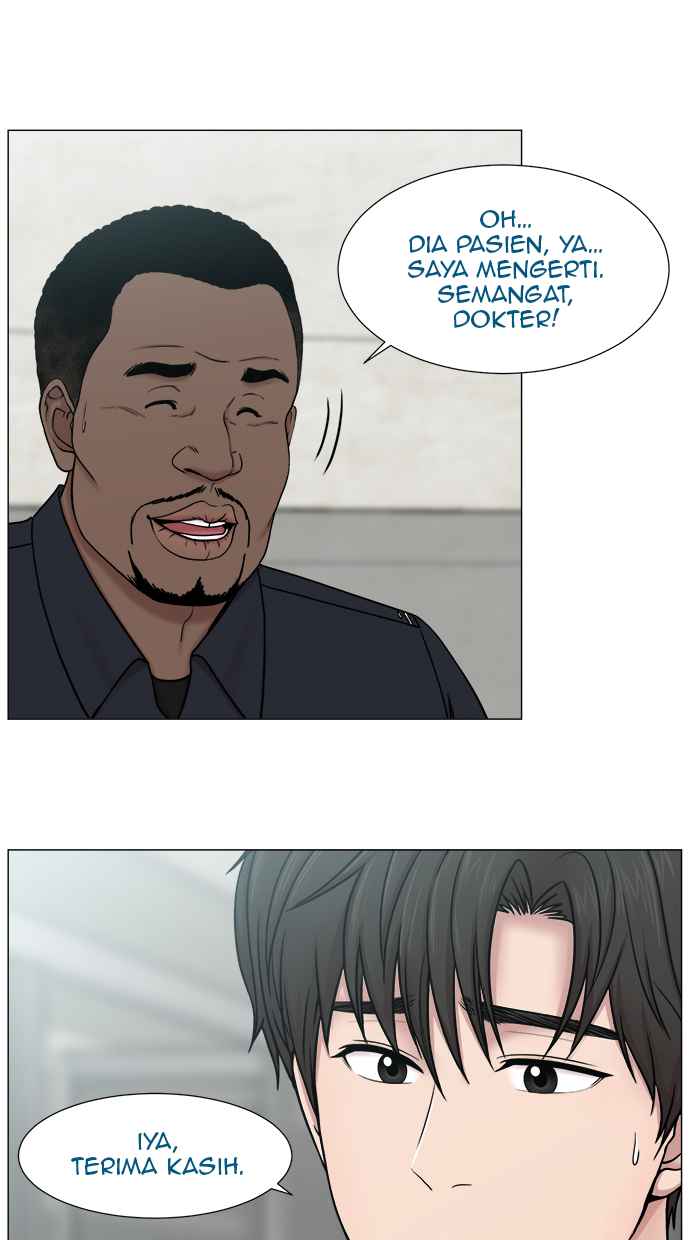 OH...
DIA PASIEN, YA...
SAYA MENGERTI.
SEMANGAT,
DOKTER!
IYA,
TERIMA KASIH.